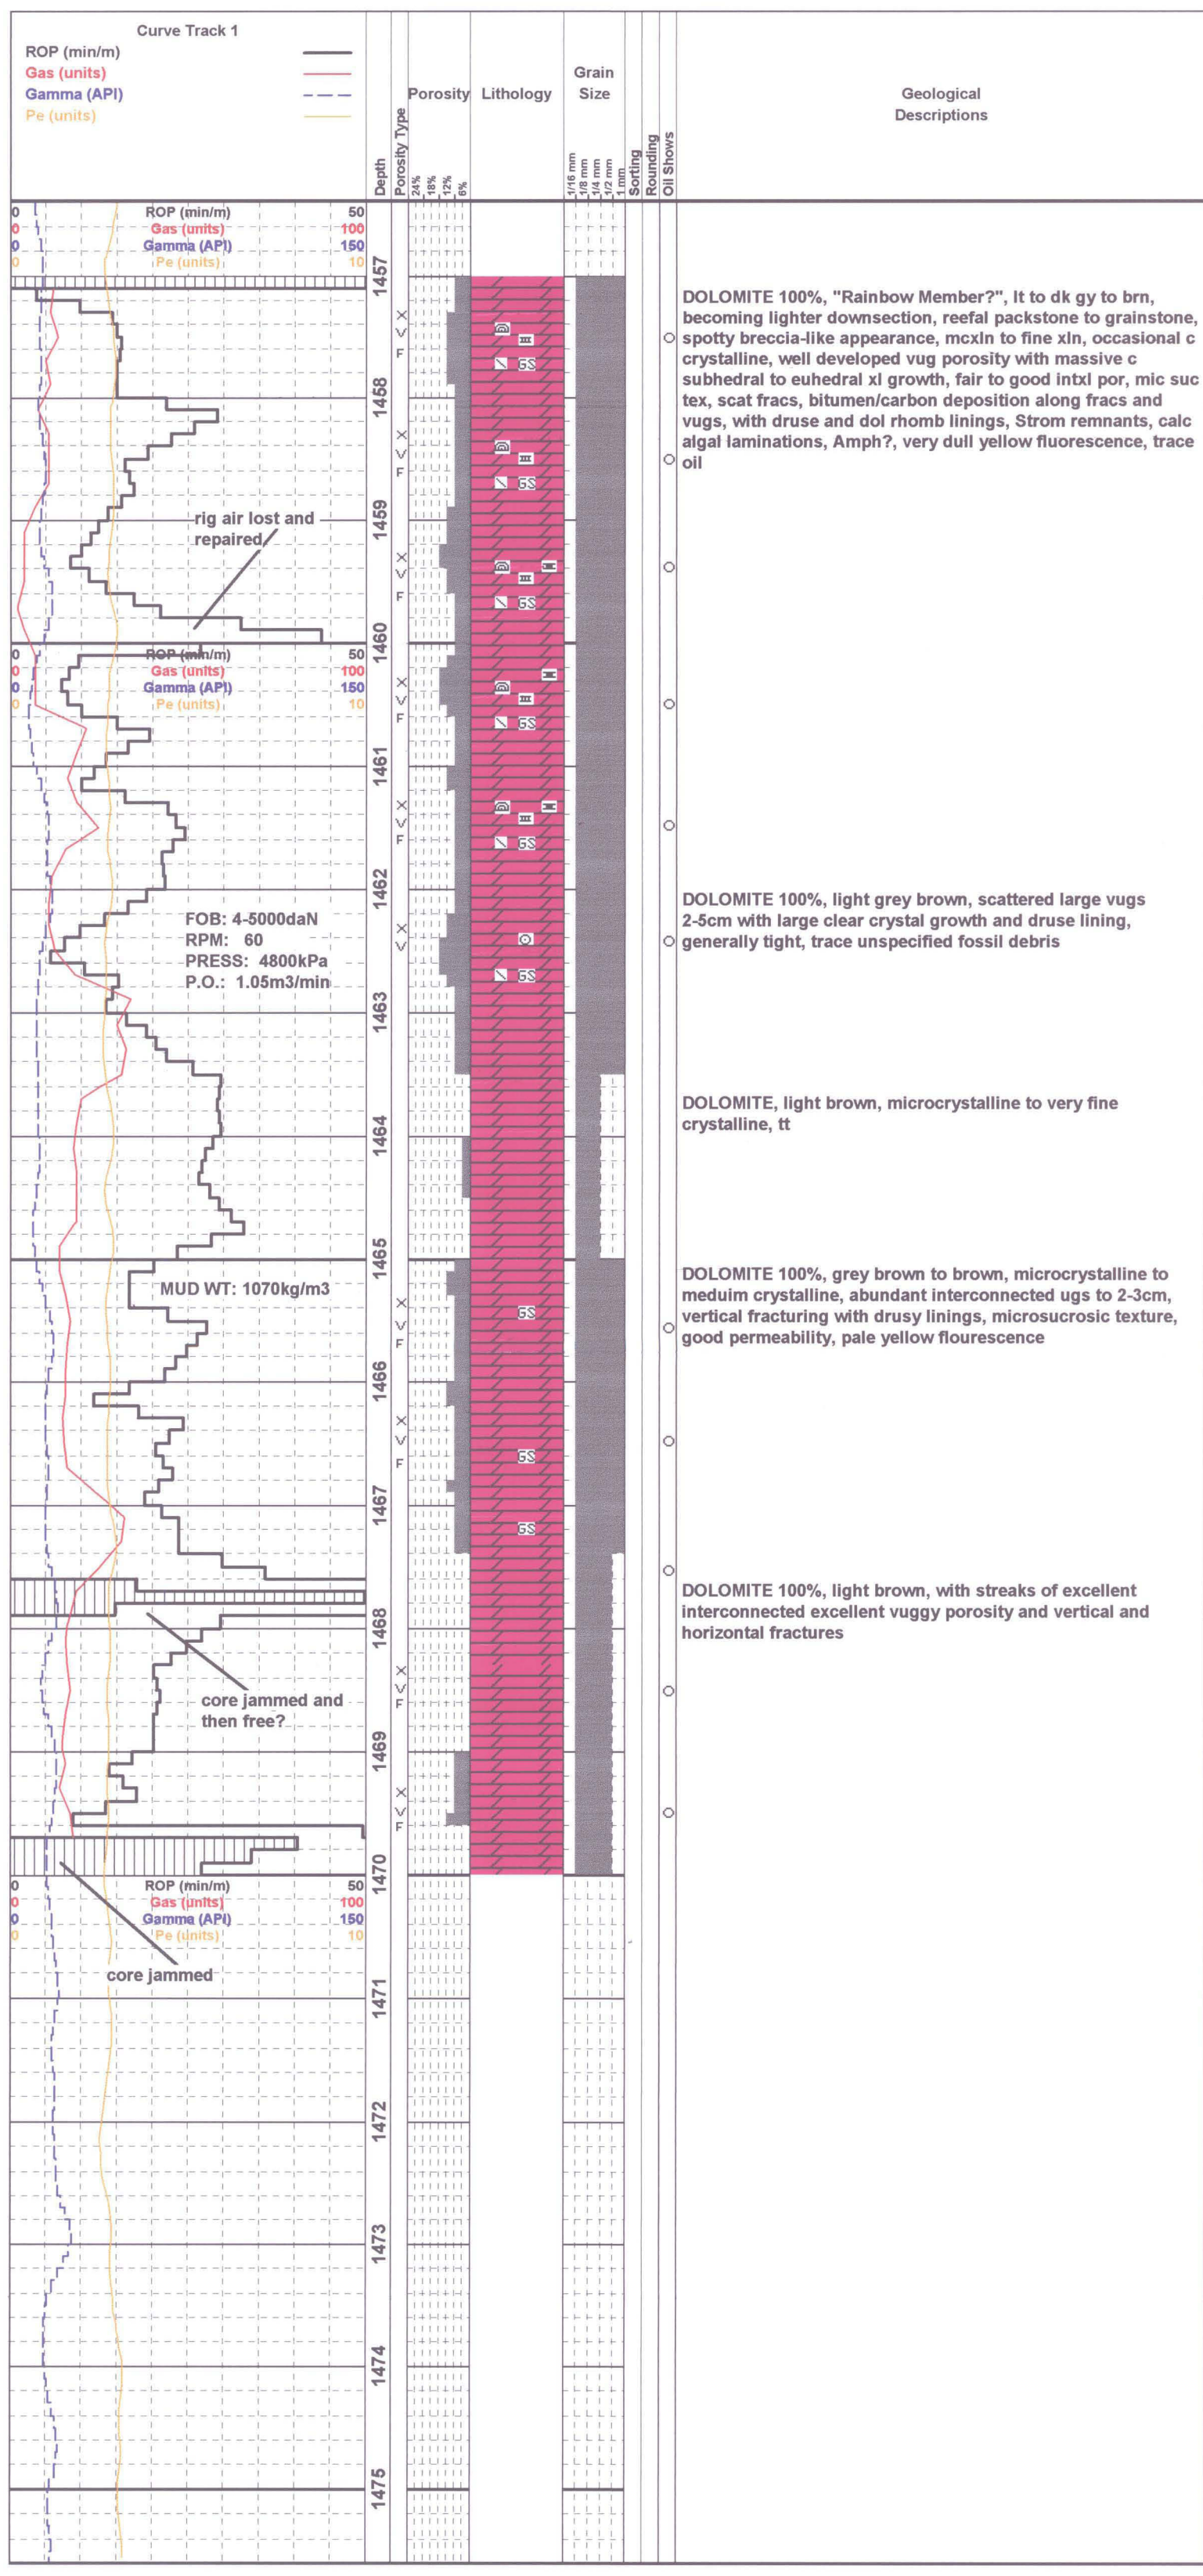 Curve Track 1
ROP (min/m)
Gas (units)
Gamma (API)
Pe (units)
Depth
Porosity Type
Porosity
24%
18%
12%
6%
Lithology
Grain
Size
1/16 mm
1/8 mm
1/4 mm
1/2 mm
1 mm
Sorting
Rounding
Oil Shows
Geological
Descriptions
0 ROP (min/m) 50
0 Gas (units) 100
0 Gamma (API) 150
0 Pe (units) 10
1457
DOLOMITE 100%, "Rainbow Member?", lt to dk gy to brn,
becoming lighter downsection, reefal packstone to grainstone,
spotty breccia-like appearance, mcxln to fine xln, occasional c
crystalline, well developed vug porosity with massive c
subhedral to euhedral xl growth, fair to good intxl por, mic suc
tex, scat fracs, bitumen/carbon deposition along fracs and
vugs, with druse and dol rhomb linings, Strom remnants, calc
algal laminations, Amph?, very dull yellow fluorescence, trace
oil
X
V
F
GS
1458
X
V
F
GS
1459
rig air lost and
repaired
X
V
F
GS
1460
0 ROP (min/m) 50
0 Gas (units) 100
0 Gamma (API) 150
0 Pe (units) 10
X
V
F
GS
1461
X
V
F
GS
1462
FOB: 4-5000daN
RPM: 60
PRESS: 4800kPa
P.O.: 1.05m3/min
X
V
GS
DOLOMITE 100%, light grey brown, scattered large vugs
2-5cm with large clear crystal growth and druse lining,
generally tight, trace unspecified fossil debris
1463
DOLOMITE, light brown, microcrystalline to very fine
crystalline, tt
1464
1465
MUD WT: 1070kg/m3
X
V
F
GS
DOLOMITE 100%, grey brown to brown, microcrystalline to
meduim crystalline, abundant interconnected ugs to 2-3cm,
vertical fracturing with drusy linings, microsucrosic texture,
good permeability, pale yellow flourescence
1466
X
V
F
GS
1467
GS
DOLOMITE 100%, light brown, with streaks of excellent
interconnected excellent vuggy porosity and vertical and
horizontal fractures
1468
core jammed and
then free?
X
V
F
1469
X
V
F
1470
0 ROP (min/m) 50
0 Gas (units) 100
0 Gamma (API) 150
0 Pe (units) 10
core jammed
1471
1472
1473
1474
1475